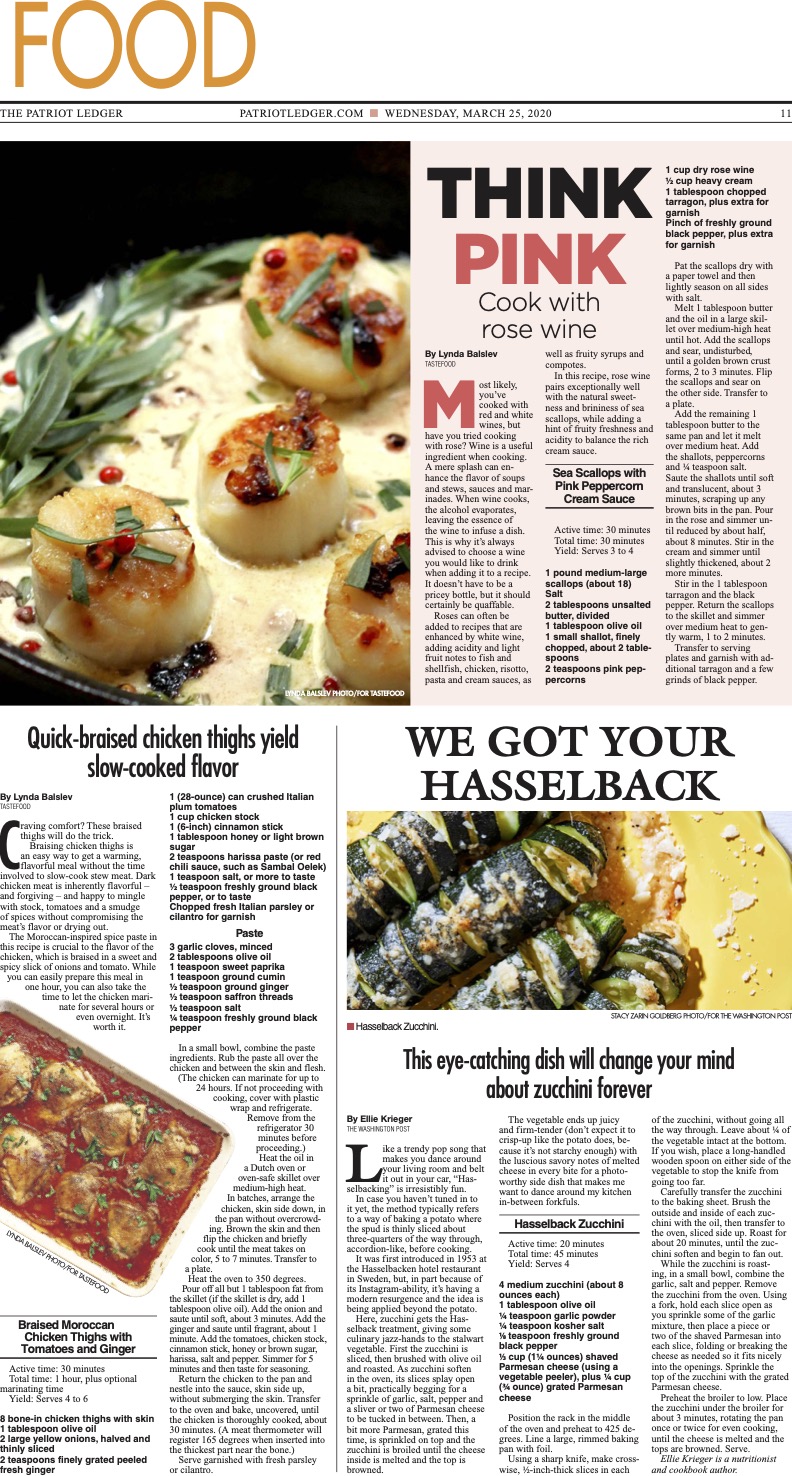 FOOD
THE PATRIOT LEDGER
PATRIOTLEDGER.COM ■ WEDNESDAY, MARCH 25, 2020
11
THINK
PINK
Cook with
rose wine
By Lynda Balslev
TASTEFOOD
Most likely,
you've
cooked with
red and white
wines, but
have you tried cooking
with rose? Wine is a useful
ingredient when cooking.
A mere splash can en-
hance the flavor of soups
and stews, sauces and mar-
inades. When wine cooks,
the alcohol evaporates,
leaving the essence of
the wine to infuse a dish.
This is why it's always
advised to choose a wine
you would like to drink
when adding it to a recipe.
It doesn't have to be a
pricey bottle, but it should
certainly be quaffable.
Roses can often be
added to recipes that are
enhanced by white wine,
adding acidity and light
fruit notes to fish and
shellfish, chicken, risotto,
pasta and cream sauces, as
well as fruity syrups and
compotes.
In this recipe, rose wine
pairs exceptionally well
with the natural sweet-
ness and brininess of sea
scallops, while adding a
hint of fruity freshness and
acidity to balance the rich
cream sauce.
Sea Scallops with
Pink Peppercorn
Cream Sauce
Active time: 30 minutes
Total time: 30 minutes
Yield: Serves 3 to 4
1 pound medium-large
scallops (about 18)
Salt
2 tablespoons unsalted
butter, divided
1 tablespoon olive oil
1 small shallot, finely
chopped, about 2 table-
spoons
2 teaspoons pink pep-
percorns
1 cup dry rose wine
½ cup heavy cream
1 tablespoon chopped
tarragon, plus extra for
garnish
Pinch of freshly ground
black pepper, plus extra
for garnish
Pat the scallops dry with
a paper towel and then
lightly season on all sides
with salt.
Melt 1 tablespoon butter
and the oil in a large skil-
let over medium-high heat
until hot. Add the scallops
and sear, undisturbed,
until a golden brown crust
forms, 2 to 3 minutes. Flip
the scallops and sear on
the other side. Transfer to
a plate.
Add the remaining 1
tablespoon butter to the
same pan and let it melt
over medium heat. Add
the shallots, peppercorns
and ¼ teaspoon salt.
Saute the shallots until soft
and translucent, about 3
minutes, scraping up any
brown bits in the pan. Pour
in the rose and simmer un-
til reduced by about half,
about 8 minutes. Stir in the
cream and simmer until
slightly thickened, about 2
more minutes.
Stir in the 1 tablespoon
tarragon and the black
pepper. Return the scallops
to the skillet and simmer
over medium heat to gen-
tly warm, 1 to 2 minutes.
Transfer to serving
plates and garnish with ad-
ditional tarragon and a few
grinds of black pepper.
LYNDA BALSLEV PHOTO/FOR TASTEFOOD
Quick-braised chicken thighs yield
slow-cooked flavor
By Lynda Balslev
TASTEFOOD
Craving comfort? These braised
thighs will do the trick.
Braising chicken thighs is
an easy way to get a warming,
flavorful meal without the time
involved to slow-cook stew meat. Dark
chicken meat is inherently flavorful –
and forgiving – and happy to mingle
with stock, tomatoes and a smudge
of spices without compromising the
meat's flavor or drying out.
The Moroccan-inspired spice paste in
this recipe is crucial to the flavor of the
chicken, which is braised in a sweet and
spicy slick of onions and tomato. While
you can easily prepare this meal in
one hour, you can also take the
time to let the chicken mari-
nate for several hours or
even overnight. It's
worth it.
LYNDA BALSLEV PHOTO/FOR TASTEFOOD
Braised Moroccan
Chicken Thighs with
Tomatoes and Ginger
Active time: 30 minutes
Total time: 1 hour, plus optional
marinating time
Yield: Serves 4 to 6
8 bone-in chicken thighs with skin
1 tablespoon olive oil
2 large yellow onions, halved and
thinly sliced
2 teaspoons finely grated peeled
fresh ginger
1 (28-ounce) can crushed Italian
plum tomatoes
1 cup chicken stock
1 (6-inch) cinnamon stick
1 tablespoon honey or light brown
sugar
2 teaspoons harissa paste (or red
chili sauce, such as Sambal Oelek)
1 teaspoon salt, or more to taste
½ teaspoon freshly ground black
pepper, or to taste
Chopped fresh Italian parsley or
cilantro for garnish
Paste
3 garlic cloves, minced
2 tablespoons olive oil
1 teaspoon sweet paprika
1 teaspoon ground cumin
½ teaspoon ground ginger
½ teaspoon saffron threads
½ teaspoon salt
¼ teaspoon freshly ground black
pepper
In a small bowl, combine the paste
ingredients. Rub the paste all over the
chicken and between the skin and flesh.
(The chicken can marinate for up to
24 hours. If not proceeding with
cooking, cover with plastic
wrap and refrigerate.
Remove from the
refrigerator 30
minutes before
proceeding.)
Heat the oil in
a Dutch oven or
oven-safe skillet over
medium-high heat.
In batches, arrange the
chicken, skin side down, in
the pan without overcrowd-
ing. Brown the skin and then
flip the chicken and briefly
cook until the meat takes on
color, 5 to 7 minutes. Transfer to
a plate.
Heat the oven to 350 degrees.
Pour off all but 1 tablespoon fat from
the skillet (if the skillet is dry, add 1
tablespoon olive oil). Add the onion and
saute until soft, about 3 minutes. Add the
ginger and saute until fragrant, about 1
minute. Add the tomatoes, chicken stock,
cinnamon stick, honey or brown sugar,
harissa, salt and pepper. Simmer for 5
minutes and then taste for seasoning.
Return the chicken to the pan and
nestle into the sauce, skin side up,
without submerging the skin. Transfer
to the oven and bake, uncovered, until
the chicken is thoroughly cooked, about
30 minutes. (A meat thermometer will
register 165 degrees when inserted into
the thickest part near the bone.)
Serve garnished with fresh parsley
or cilantro.
WE GOT YOUR
HASSELBACK
STACY ZARIN GOLDBERG PHOTO/FOR THE WASHINGTON POST
■ Hasselback Zucchini.
This eye-catching dish will change your mind
about zucchini forever
By Ellie Krieger
THE WASHINGTON POST
Like a trendy pop song that
makes you dance around
your living room and belt
it out in your car, "Has-
selbacking" is irresistibly fun.
In case you haven't tuned in to
it yet, the method typically refers
to a way of baking a potato where
the spud is thinly sliced about
three-quarters of the way through,
accordion-like, before cooking.
It was first introduced in 1953 at
the Hasselbacken hotel restaurant
in Sweden, but, in part because of
its Instagram-ability, it's having a
modern resurgence and the idea is
being applied beyond the potato.
Here, zucchini gets the Has-
selback treatment, giving some
culinary jazz-hands to the stalwart
vegetable. First the zucchini is
sliced, then brushed with olive oil
and roasted. As zucchini soften
in the oven, its slices splay open
a bit, practically begging for a
sprinkle of garlic, salt, pepper and
a sliver or two of Parmesan cheese
to be tucked in between. Then, a
bit more Parmesan, grated this
time, is sprinkled on top and the
zucchini is broiled until the cheese
inside is melted and the top is
browned.
The vegetable ends up juicy
and firm-tender (don't expect it to
crisp-up like the potato does, be-
cause it's not starchy enough) with
the luscious savory notes of melted
cheese in every bite for a photo-
worthy side dish that makes me
want to dance around my kitchen
in-between forkfuls.
Hasselback Zucchini
Active time: 20 minutes
Total time: 45 minutes
Yield: Serves 4
4 medium zucchini (about 8
ounces each)
1 tablespoon olive oil
¼ teaspoon garlic powder
¼ teaspoon kosher salt
⅛ teaspoon freshly ground
black pepper
⅓ cup (1¼ ounces) shaved
Parmesan cheese (using a
vegetable peeler), plus ¼ cup
(¾ ounce) grated Parmesan
cheese
Position the rack in the middle
of the oven and preheat to 425 de-
grees. Line a large, rimmed baking
pan with foil.
Using a sharp knife, make cross-
wise, ½-inch-thick slices in each
of the zucchini, without going all
the way through. Leave about ¼ of
the vegetable intact at the bottom.
If you wish, place a long-handled
wooden spoon on either side of the
vegetable to stop the knife from
going too far.
Carefully transfer the zucchini
to the baking sheet. Brush the
outside and inside of each zuc-
chini with the oil, then transfer to
the oven, sliced side up. Roast for
about 20 minutes, until the zuc-
chini soften and begin to fan out.
While the zucchini is roast-
ing, in a small bowl, combine the
garlic, salt and pepper. Remove
the zucchini from the oven. Using
a fork, hold each slice open as
you sprinkle some of the garlic
mixture, then place a piece or
two of the shaved Parmesan into
each slice, folding or breaking the
cheese as needed so it fits nicely
into the openings. Sprinkle the
top of the zucchini with the grated
Parmesan cheese.
Preheat the broiler to low. Place
the zucchini under the broiler for
about 3 minutes, rotating the pan
once or twice for even cooking,
until the cheese is melted and the
tops are browned. Serve.
Ellie Krieger is a nutritionist
and cookbook author.